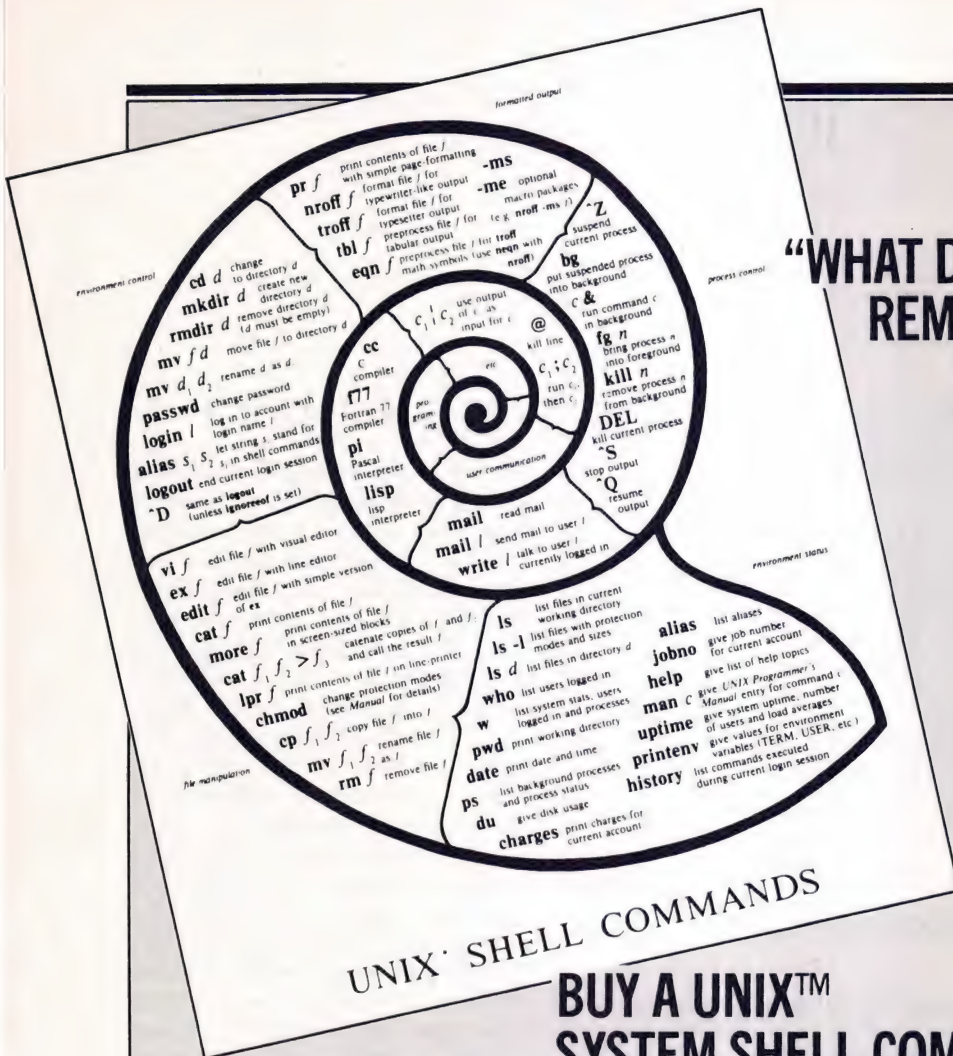 formatted output
pr f print contents of file f
with simple page-formatting
nroff f format file f for
typewriter-like output
troff f format file f for
typesetter output
tbl f preprocess file f for
tabular output
eqn f preprocess file f for troff
math symbols (use neqn with
nroff)
-ms
-me optional
macro packages
(e g nroff -ms f)
environment control
cd d change
to directory d
mkdir d create new
directory d
rmdir d remove directory d
(d must be empty)
mv f d move file f to directory d
mv d1 d2 rename d as d
passwd change password
login l log in to account with
login name l
alias s1 s2 let string s, stand for
s, in shell commands
logout end current login session
^D same as logout
(unless ignoreeof is set)
process control
^Z
suspend
current process
bg
put suspended process
into background
c &
run command c
in background
fg n
bring process n
into foreground
kill n
remove process n
from background
DEL
kill current process
^S
stop output
^Q
resume
output
c1 ¦ c2 use output
of c as
input for c
@
kill line
c1 ; c2
run c,
then c
etc
cc
C
compiler
f77
Fortran 77
compiler
pi
Pascal
interpreter
lisp
lisp
interpreter
pro
gram-
ing
user communication
mail read mail
mail l send mail to user l
write l talk to user l
currently logged in
vi f edit file f with visual editor
ex f edit file f with line editor
edit f edit file f with simple version
of ex
cat f print contents of file f
more f print contents of file f
in screen-sized blocks
cat f1 f2 > f3 catenate copies of f and f
and call the result f
lpr f print contents of file f on line-printer
chmod change protection modes
(see Manual for details)
cp f1 f2 copy file f into f
mv f1 f2 rename file f
as f
rm f remove file f
file manipulation
environment status
ls list files in current
working directory
ls -l list files with protection
modes and sizes
ls d list files in directory d
who list users logged in
w list system stats, users
logged in and processes
pwd print working directory
date print date and time
ps list background processes
and process status
du give disk usage
charges print charges for
current account
alias list aliases
jobno give job number
for current account
help give list of help topics
man c give UNIX Programmer's
Manual entry for command c
uptime give system uptime, number
of users and load averages
printenv give values for environment
variables (TERM, USER, etc )
history list commands executed
during current login session
UNIX SHELL COMMANDS
“WHAT D
REM
BUY A UNIX™
SYSTEM SHELL COM